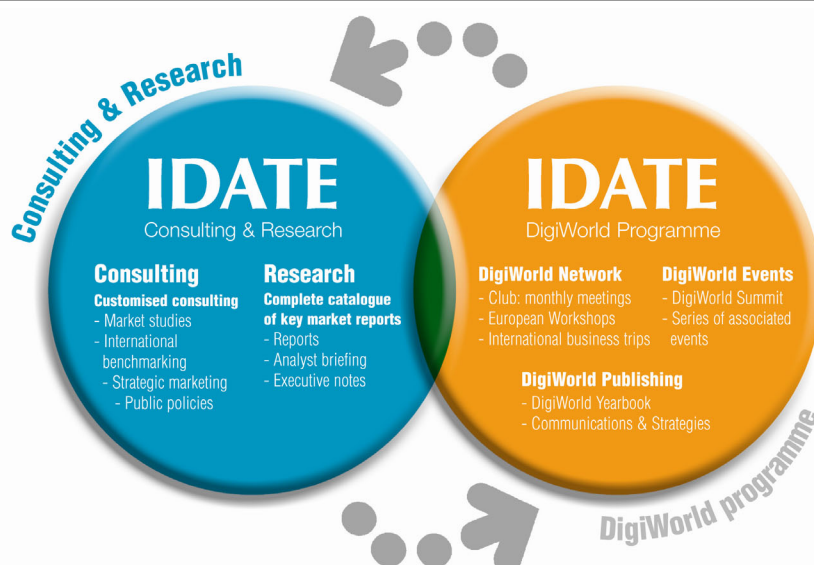 Consulting & Research
IDATE
Consulting & Research
Consulting
Customised consulting
- Market studies
- International
benchmarking
- Strategic marketing
- Public policies
Research
Complete catalogue
of key market reports
- Reports
- Analyst briefing
- Executive notes
IDATE
DigiWorld Programme
DigiWorld Network
- Club: monthly meetings
- European Workshops
- International business trips
DigiWorld Events
- DigiWorld Summit
- Series of associated
events
DigiWorld Publishing
- DigiWorld Yearbook
- Communications & Strategies
DigiWorld programme